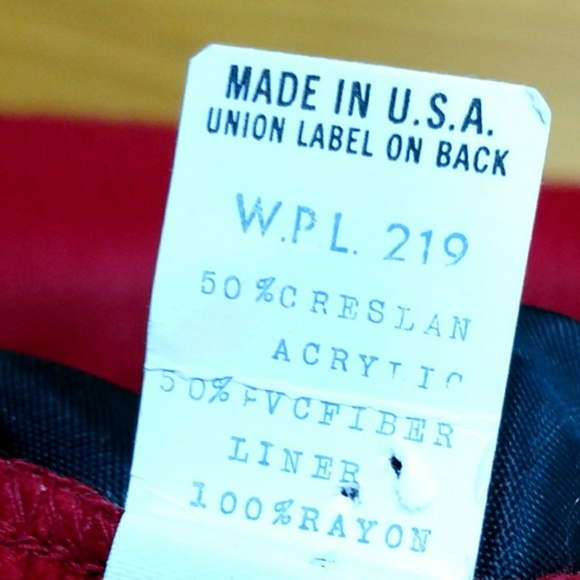 MADE IN U.S.A.
UNION LABEL ON BACK
W.P.L. 219
50%CRESLAN
ACRYLIC
50%PVCFIBER
LINER
100%RAYON